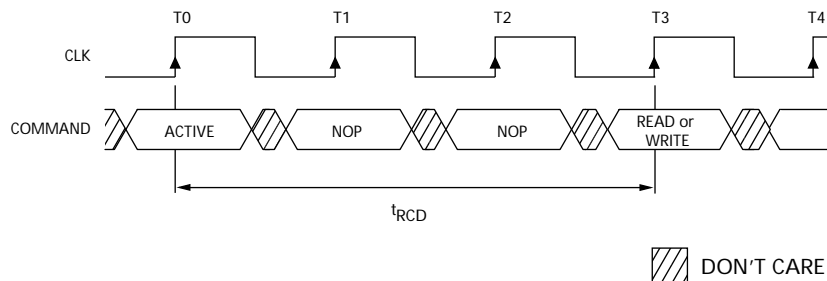 T0 T1 T2 T3 T4
CLK
COMMAND ACTIVE NOP NOP READ or
WRITE
tRCD
DON'T CARE